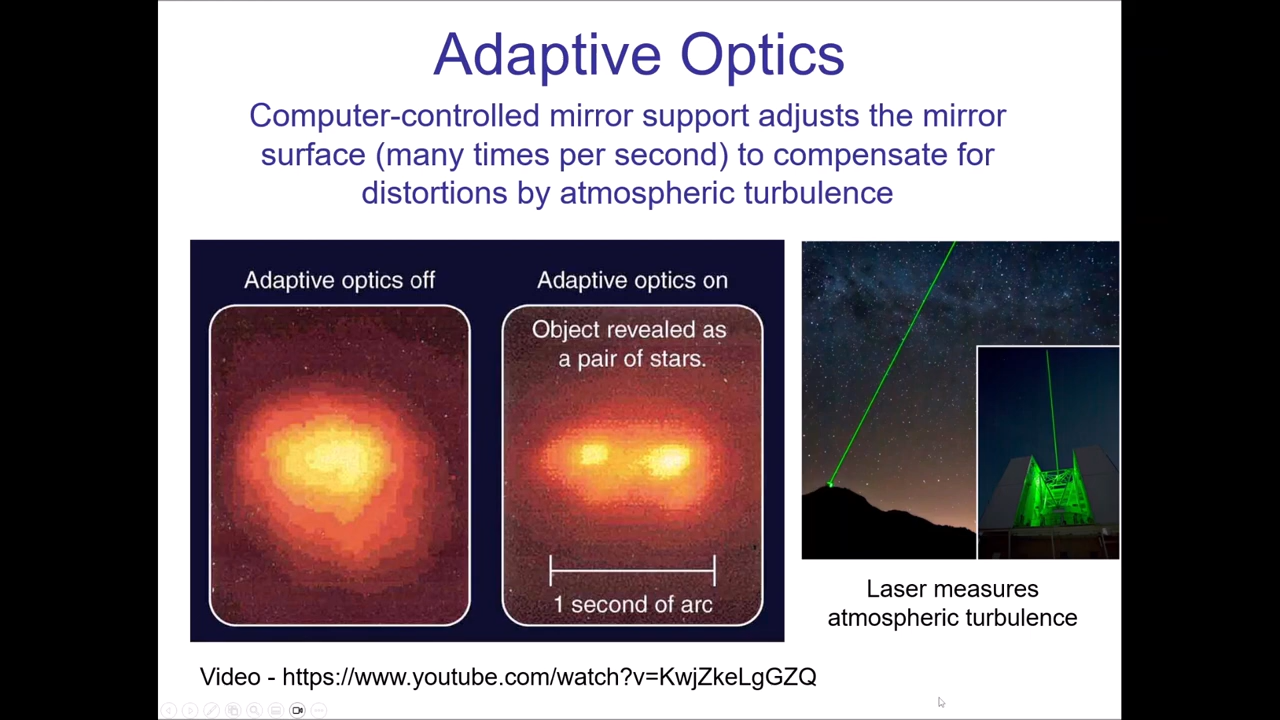 Adaptive Optics
Computer-controlled mirror support adjusts the mirror
surface (many times per second) to compensate for
distortions by atmospheric turbulence
Adaptive optics off
Adaptive optics on
Object revealed as
a pair of stars.
1 second of arc
Laser measures
atmospheric turbulence
Video - https://www.youtube.com/watch?v=KwjZkeLgGZQ